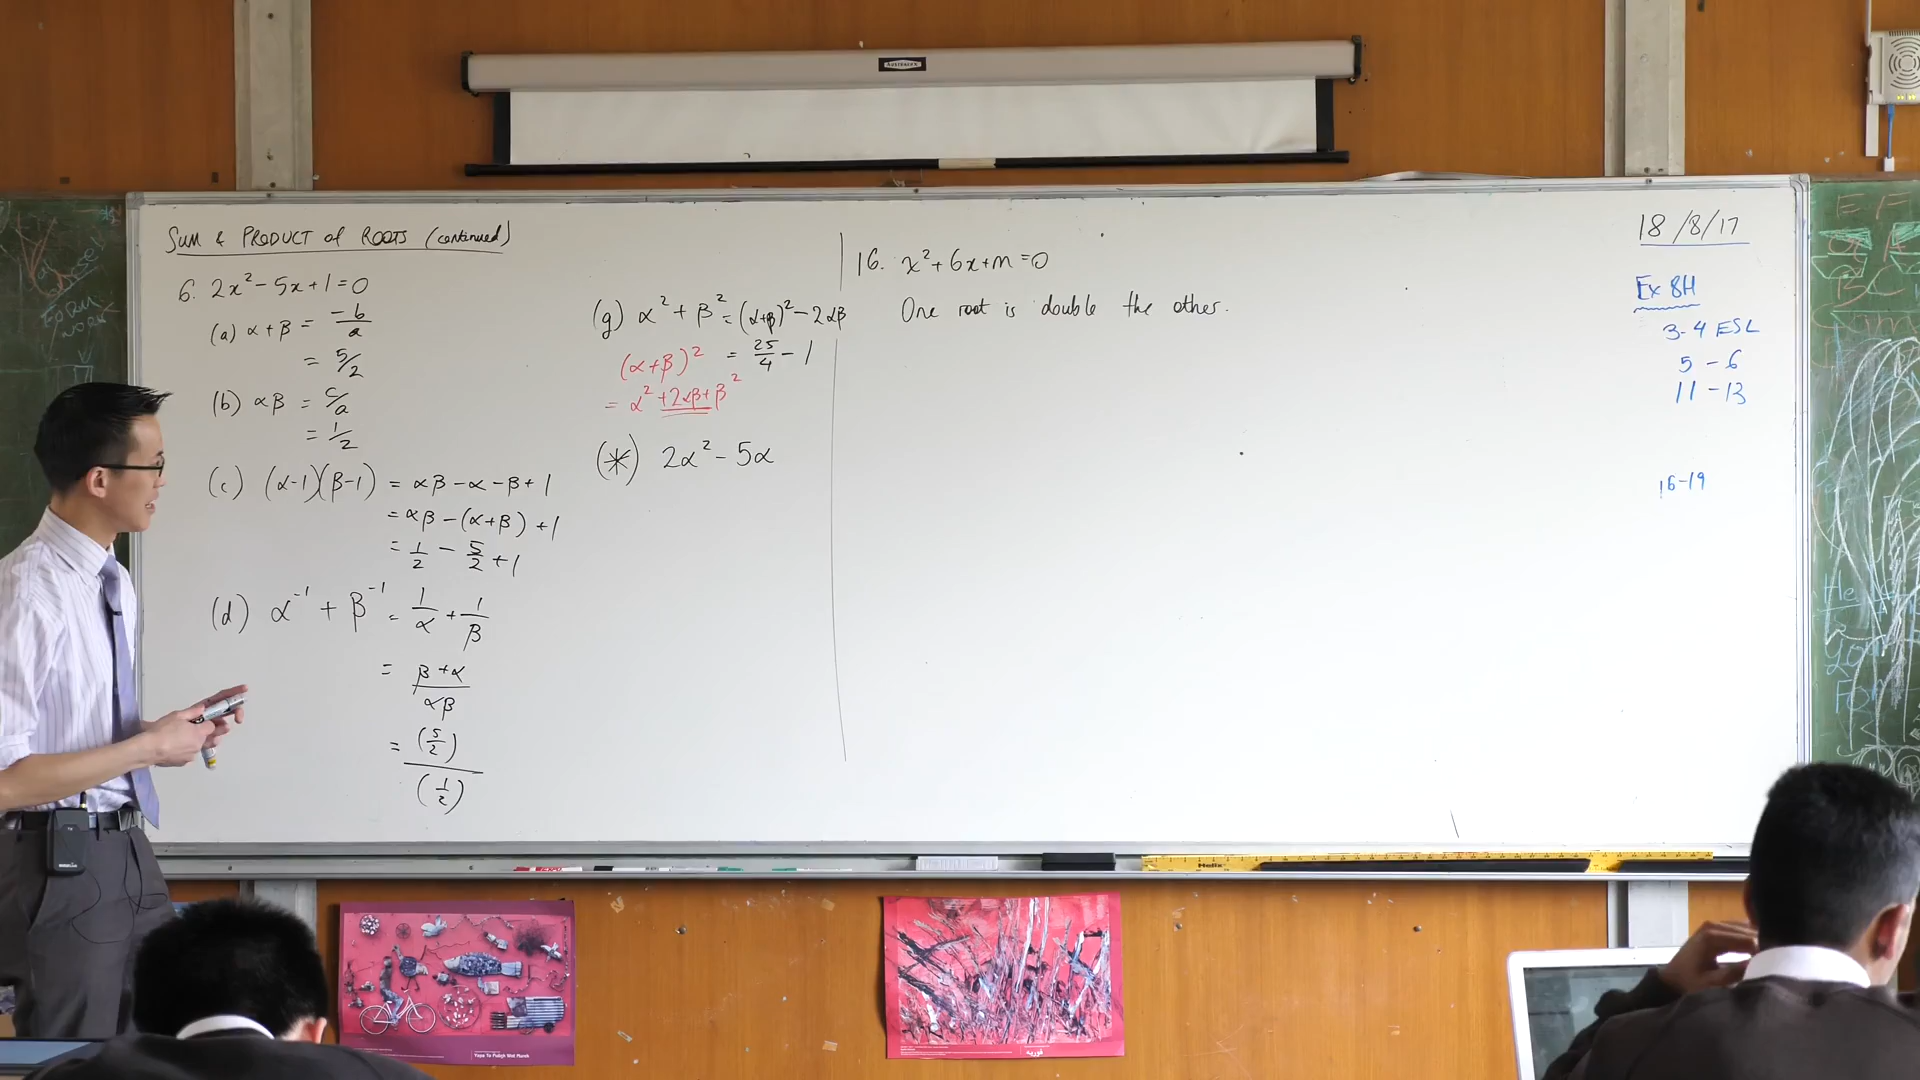 AUSTRALEX
SUM & PRODUCT of ROOTS (continued)
6. 2x² - 5x + 1 = 0
(a) α + β = -b/a
= 5/2
(b) αβ = c/a
= 1/2
(c) (α-1)(β-1) = αβ - α - β + 1
= αβ - (α+β) + 1
= 1/2 - 5/2 + 1
(d) α⁻¹ + β⁻¹ = 1/α + 1/β
= (β + α)/(αβ)
= (5/2)/(1/2)
(g) α² + β² = (α+β)² - 2αβ
(α+β)² = 25/4 - 1
= α² + 2αβ + β²
(*) 2α² - 5α
16. x² + 6x + m = 0
One root is double the other.
18/8/17
Ex 8H
3-4 ESL
5 - 6
11 - 13
16-19
Helix